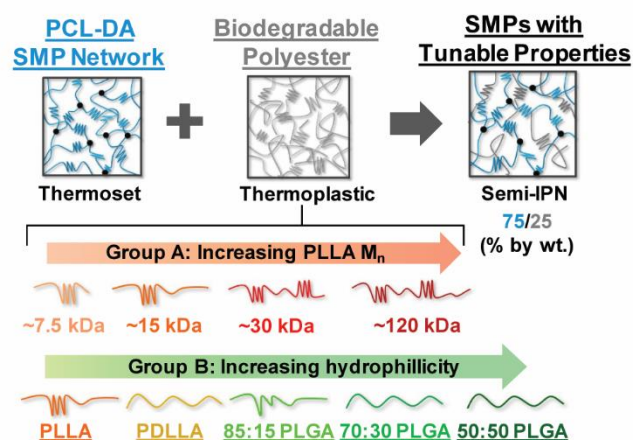 PCL-DA
SMP Network
Biodegradable
Polyester
SMPs with
Tunable Properties
Thermoset
Thermoplastic
Semi-IPN
75/25
(% by wt.)
Group A: Increasing PLLA Mn
~7.5 kDa
~15 kDa
~30 kDa
~120 kDa
Group B: Increasing hydrophillicity
PLLA
PDLLA
85:15 PLGA
70:30 PLGA
50:50 PLGA